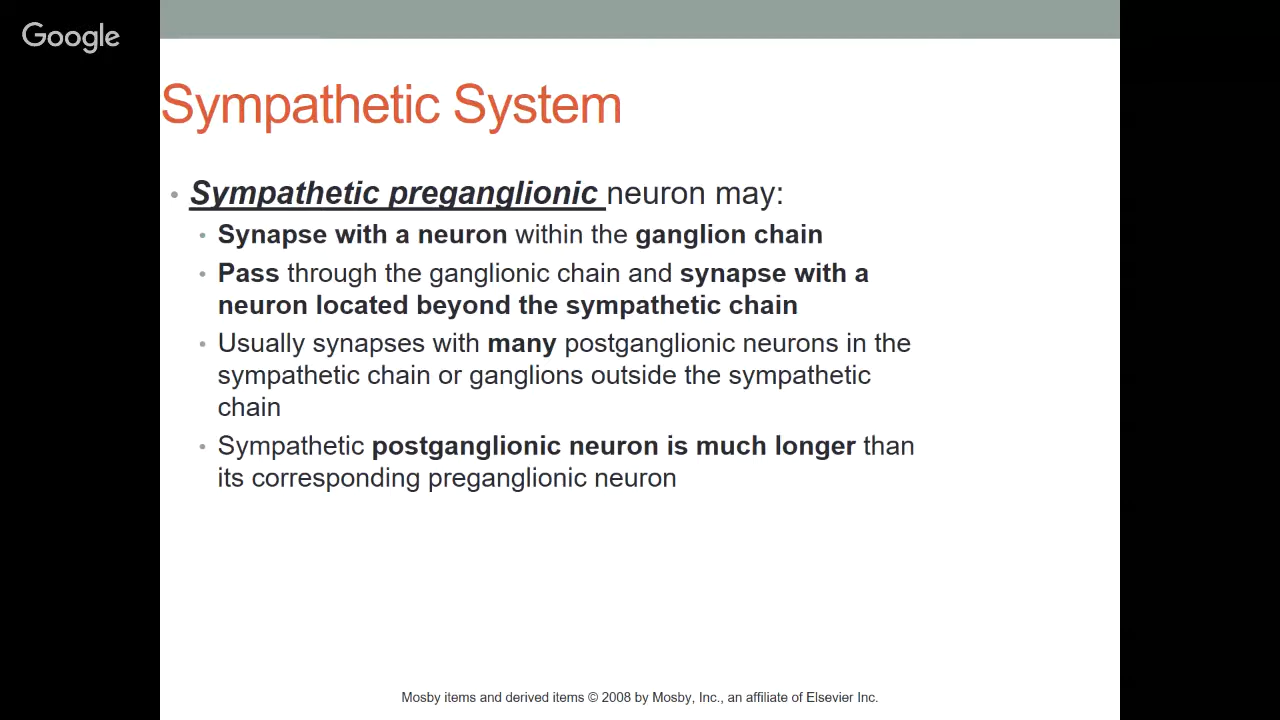 Google
Sympathetic System
• Sympathetic preganglionic neuron may:
• Synapse with a neuron within the ganglion chain
• Pass through the ganglionic chain and synapse with a
neuron located beyond the sympathetic chain
• Usually synapses with many postganglionic neurons in the
sympathetic chain or ganglions outside the sympathetic
chain
• Sympathetic postganglionic neuron is much longer than
its corresponding preganglionic neuron
Mosby items and derived items © 2008 by Mosby, Inc., an affiliate of Elsevier Inc.